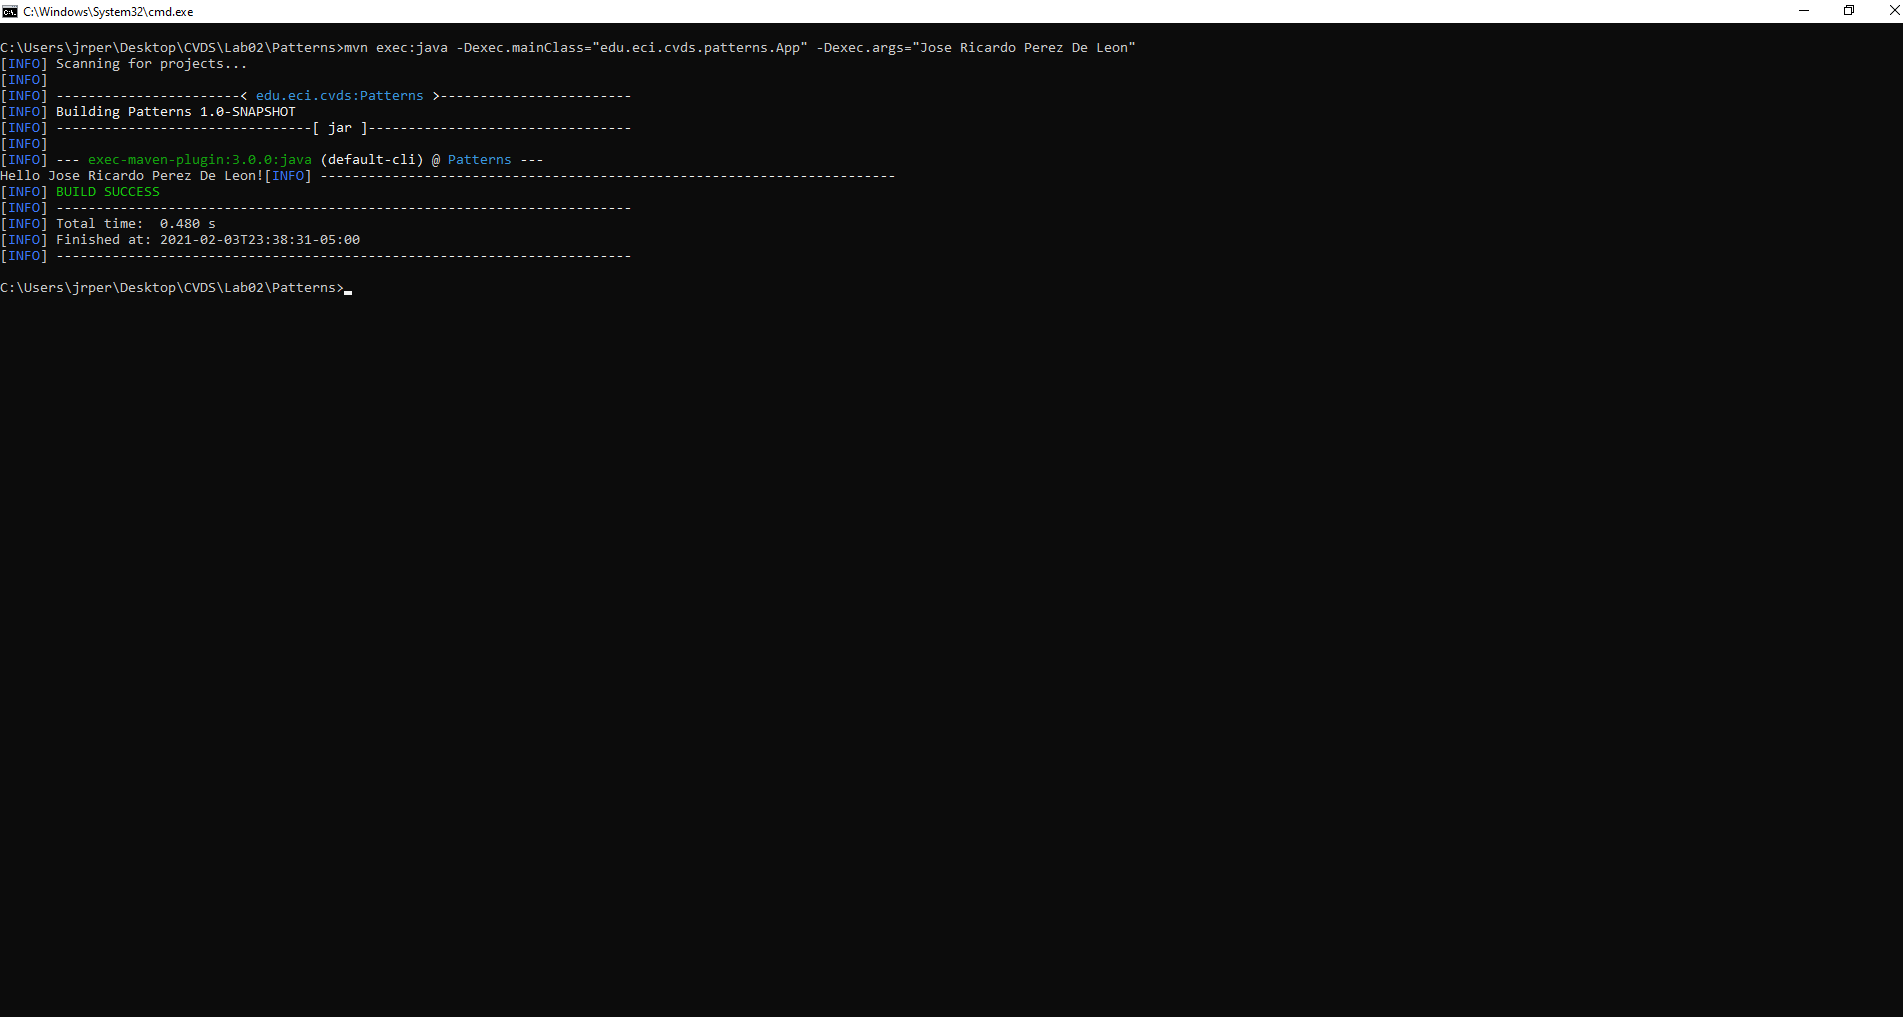 C:\Windows\System32\cmd.exe
C:\Users\jrper\Desktop\CVDS\Lab02\Patterns>mvn exec:java -Dexec.mainClass="edu.eci.cvds.patterns.App" -Dexec.args="Jose Ricardo Perez De Leon"
[INFO] Scanning for projects...
[INFO]
[INFO] -----------------------< edu.eci.cvds:Patterns >------------------------
[INFO] Building Patterns 1.0-SNAPSHOT
[INFO] --------------------------------[ jar ]---------------------------------
[INFO]
[INFO] --- exec-maven-plugin:3.0.0:java (default-cli) @ Patterns ---
Hello Jose Ricardo Perez De Leon![INFO] ------------------------------------------------------------------------
[INFO] BUILD SUCCESS
[INFO] ------------------------------------------------------------------------
[INFO] Total time:  0.480 s
[INFO] Finished at: 2021-02-03T23:38:31-05:00
[INFO] ------------------------------------------------------------------------
C:\Users\jrper\Desktop\CVDS\Lab02\Patterns>